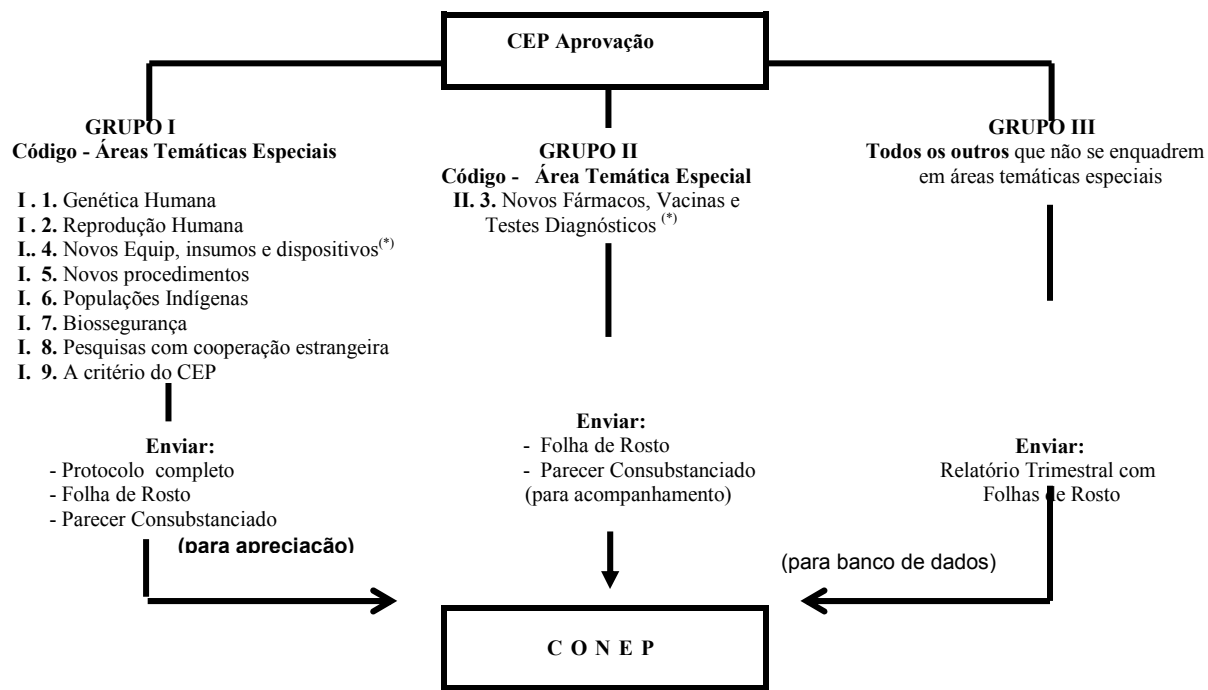 CEP Aprovação
GRUPO I
Código - Áreas Temáticas Especiais
I . 1. Genética Humana
I . 2. Reprodução Humana
I.. 4. Novos Equip, insumos e dispositivos(*)
I. 5. Novos procedimentos
I. 6. Populações Indígenas
I. 7. Biossegurança
I. 8. Pesquisas com cooperação estrangeira
I. 9. A critério do CEP
Enviar:
- Protocolo completo
- Folha de Rosto
- Parecer Consubstanciado
(para apreciação)
GRUPO II
Código - Área Temática Especial
II. 3. Novos Fármacos, Vacinas e
Testes Diagnósticos (*)
Enviar:
- Folha de Rosto
- Parecer Consubstanciado
(para acompanhamento)
GRUPO III
Todos os outros que não se enquadrem
em áreas temáticas especiais
Enviar:
Relatório Trimestral com
Folhas de Rosto
(para banco de dados)
C O N E P